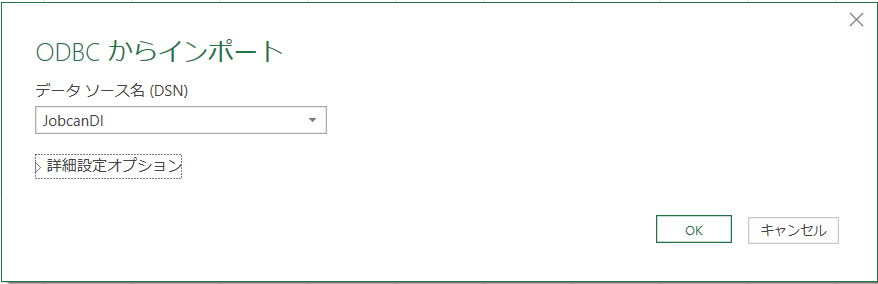 ODBC からインポート
データ ソース名 (DSN)
JobcanDI
詳細設定オプション
OK
キャンセル